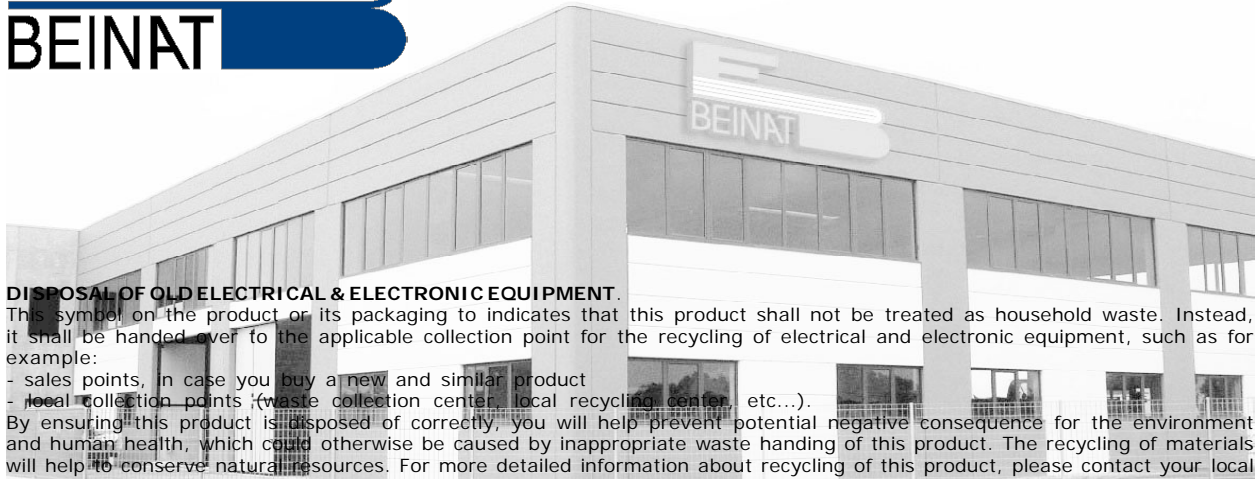 BEINAT
BEINAT
DISPOSAL OF OLD ELECTRICAL & ELECTRONIC EQUIPMENT.
This symbol on the product or its packaging to indicates that this product shall not be treated as household waste. Instead,
it shall be handed over to the applicable collection point for the recycling of electrical and electronic equipment, such as for
example:
- sales points, in case you buy a new and similar product
- local collection points (waste collection center, local recycling center, etc...).
By ensuring this product is disposed of correctly, you will help prevent potential negative consequence for the environment
and human health, which could otherwise be caused by inappropriate waste handing of this product. The recycling of materials
will help to conserve natural resources. For more detailed information about recycling of this product, please contact your local